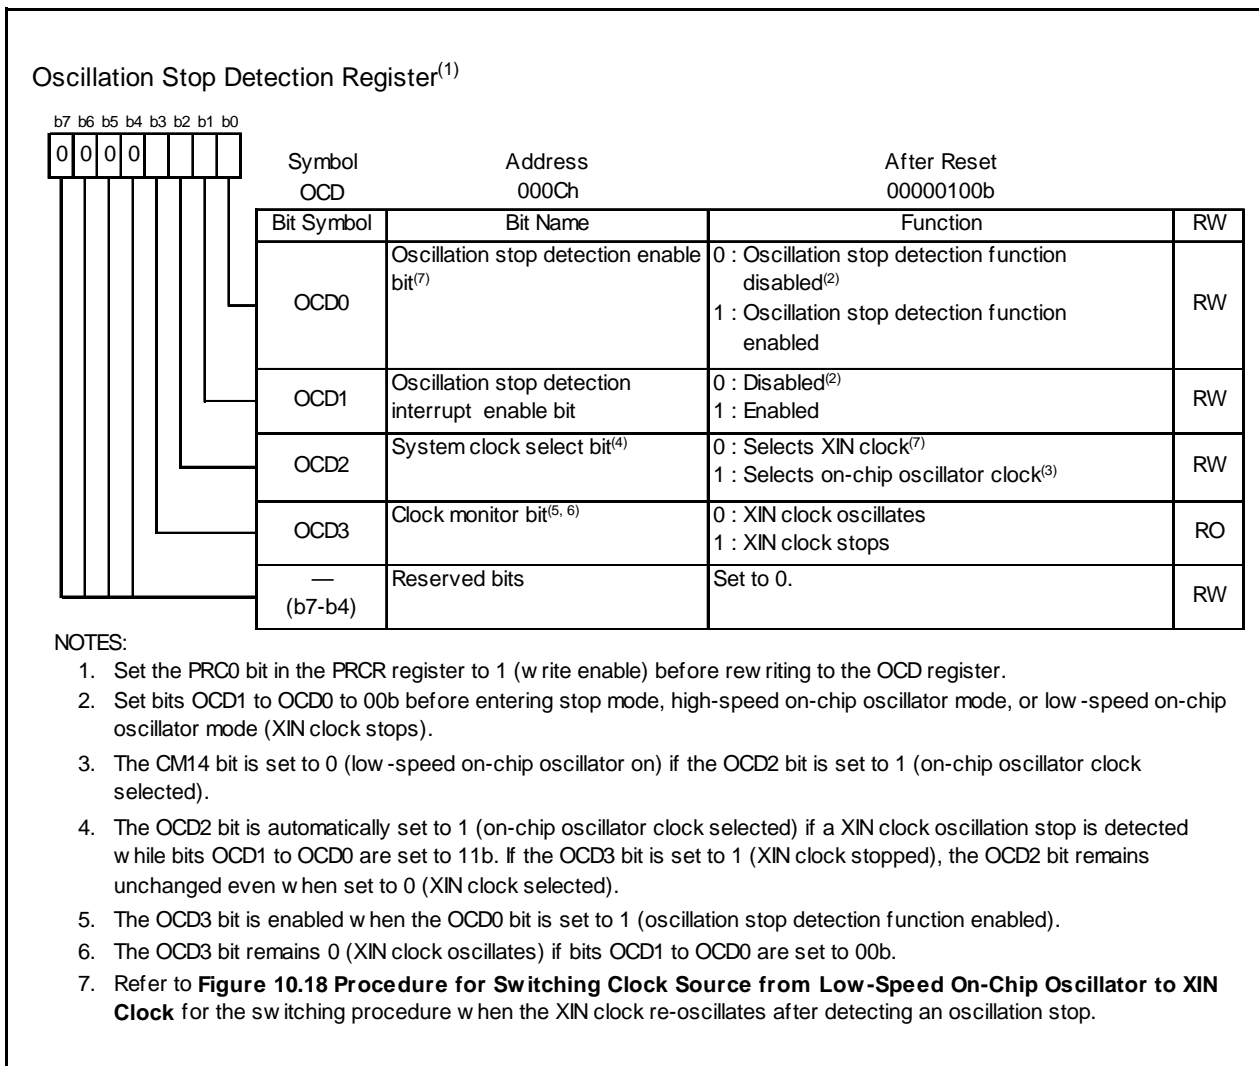 Oscillation Stop Detection Register(1)
b7 b6 b5 b4 b3 b2 b1 b0
0 0 0 0
Symbol Address After Reset
OCD 000Ch 00000100b
Bit Symbol Bit Name Function RW
OCD0 Oscillation stop detection enable bit(7) 0 : Oscillation stop detection function disabled(2) RW
1 : Oscillation stop detection function enabled
OCD1 Oscillation stop detection interrupt enable bit 0 : Disabled(2) RW
1 : Enabled
OCD2 System clock select bit(4) 0 : Selects XIN clock(7) RW
1 : Selects on-chip oscillator clock(3)
OCD3 Clock monitor bit(5, 6) 0 : XIN clock oscillates RO
1 : XIN clock stops
— (b7-b4) Reserved bits Set to 0. RW
NOTES:
1. Set the PRC0 bit in the PRCR register to 1 (write enable) before rewriting to the OCD register.
2. Set bits OCD1 to OCD0 to 00b before entering stop mode, high-speed on-chip oscillator mode, or low-speed on-chip
oscillator mode (XIN clock stops).
3. The CM14 bit is set to 0 (low-speed on-chip oscillator on) if the OCD2 bit is set to 1 (on-chip oscillator clock
selected).
4. The OCD2 bit is automatically set to 1 (on-chip oscillator clock selected) if a XIN clock oscillation stop is detected
while bits OCD1 to OCD0 are set to 11b. If the OCD3 bit is set to 1 (XIN clock stopped), the OCD2 bit remains
unchanged even when set to 0 (XIN clock selected).
5. The OCD3 bit is enabled when the OCD0 bit is set to 1 (oscillation stop detection function enabled).
6. The OCD3 bit remains 0 (XIN clock oscillates) if bits OCD1 to OCD0 are set to 00b.
7. Refer to Figure 10.18 Procedure for Switching Clock Source from Low-Speed On-Chip Oscillator to XIN
Clock for the switching procedure when the XIN clock re-oscillates after detecting an oscillation stop.